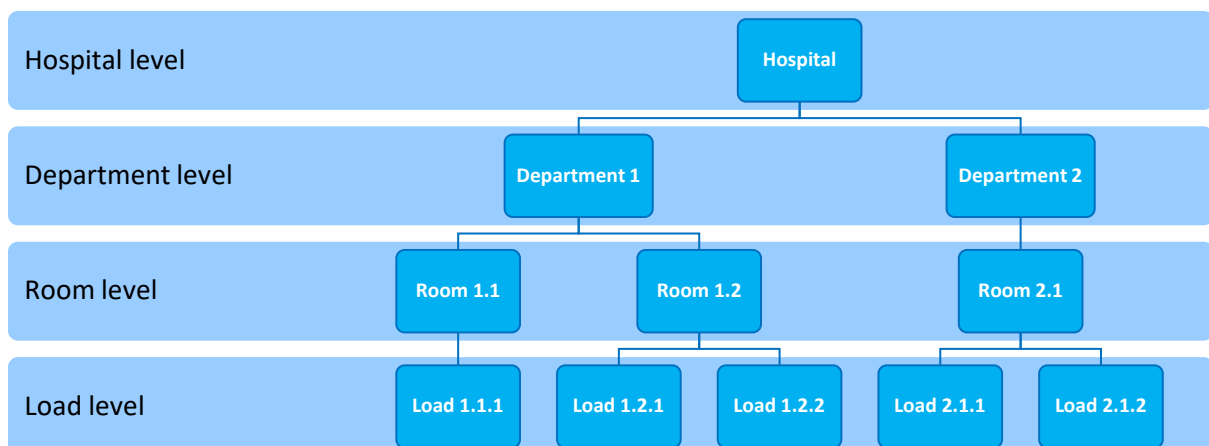 Hospital level
Hospital
Department level
Department 1
Department 2
Room level
Room 1.1
Room 1.2
Room 2.1
Load level
Load 1.1.1
Load 1.2.1
Load 1.2.2
Load 2.1.1
Load 2.1.2